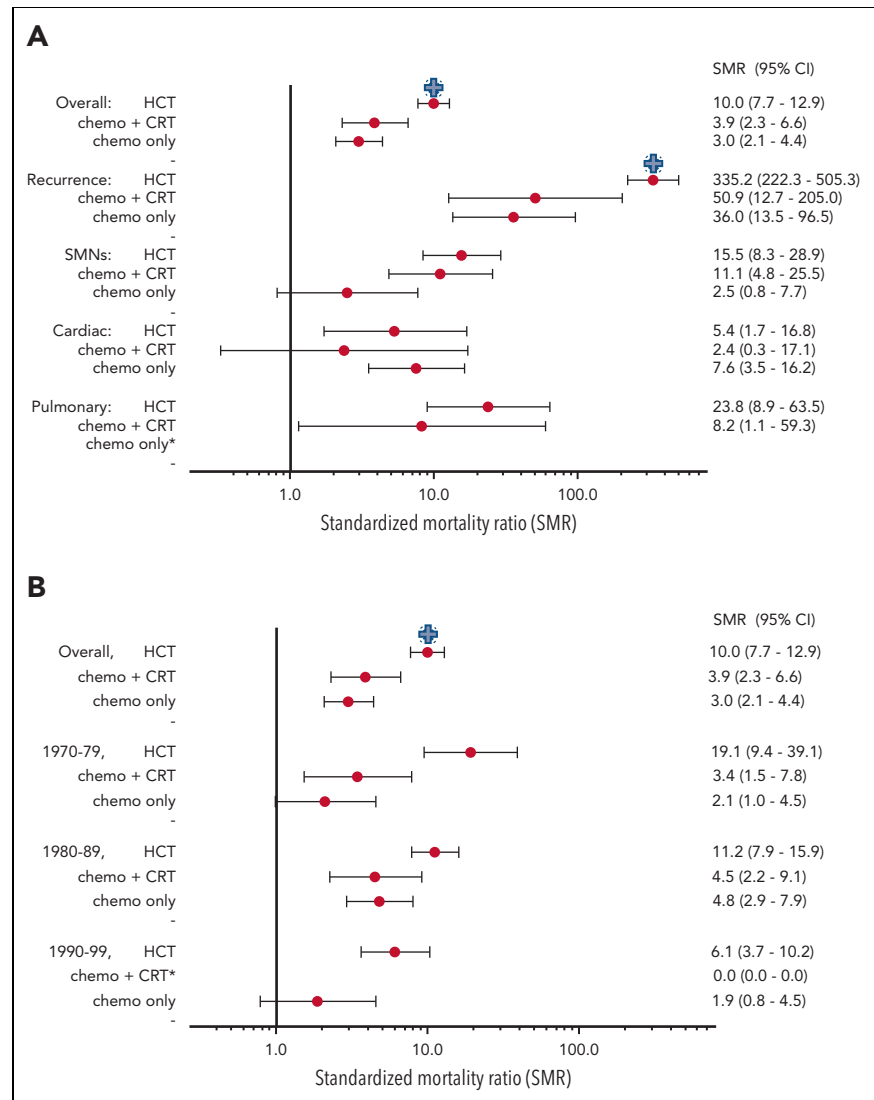 A
SMR (95% CI)
Overall: HCT 10.0 (7.7 - 12.9)
chemo + CRT 3.9 (2.3 - 6.6)
chemo only 3.0 (2.1 - 4.4)
-
Recurrence: HCT 335.2 (222.3 - 505.3)
chemo + CRT 50.9 (12.7 - 205.0)
chemo only 36.0 (13.5 - 96.5)
-
SMNs: HCT 15.5 (8.3 - 28.9)
chemo + CRT 11.1 (4.8 - 25.5)
chemo only 2.5 (0.8 - 7.7)
-
Cardiac: HCT 5.4 (1.7 - 16.8)
chemo + CRT 2.4 (0.3 - 17.1)
chemo only 7.6 (3.5 - 16.2)
Pulmonary: HCT 23.8 (8.9 - 63.5)
chemo + CRT 8.2 (1.1 - 59.3)
chemo only*
-
1.0 10.0 100.0
Standardized mortality ratio (SMR)
B
SMR (95% CI)
Overall, HCT 10.0 (7.7 - 12.9)
chemo + CRT 3.9 (2.3 - 6.6)
chemo only 3.0 (2.1 - 4.4)
-
1970-79, HCT 19.1 (9.4 - 39.1)
chemo + CRT 3.4 (1.5 - 7.8)
chemo only 2.1 (1.0 - 4.5)
-
1980-89, HCT 11.2 (7.9 - 15.9)
chemo + CRT 4.5 (2.2 - 9.1)
chemo only 4.8 (2.9 - 7.9)
-
1990-99, HCT 6.1 (3.7 - 10.2)
chemo + CRT* 0.0 (0.0 - 0.0)
chemo only 1.9 (0.8 - 4.5)
-
1.0 10.0 100.0
Standardized mortality ratio (SMR)